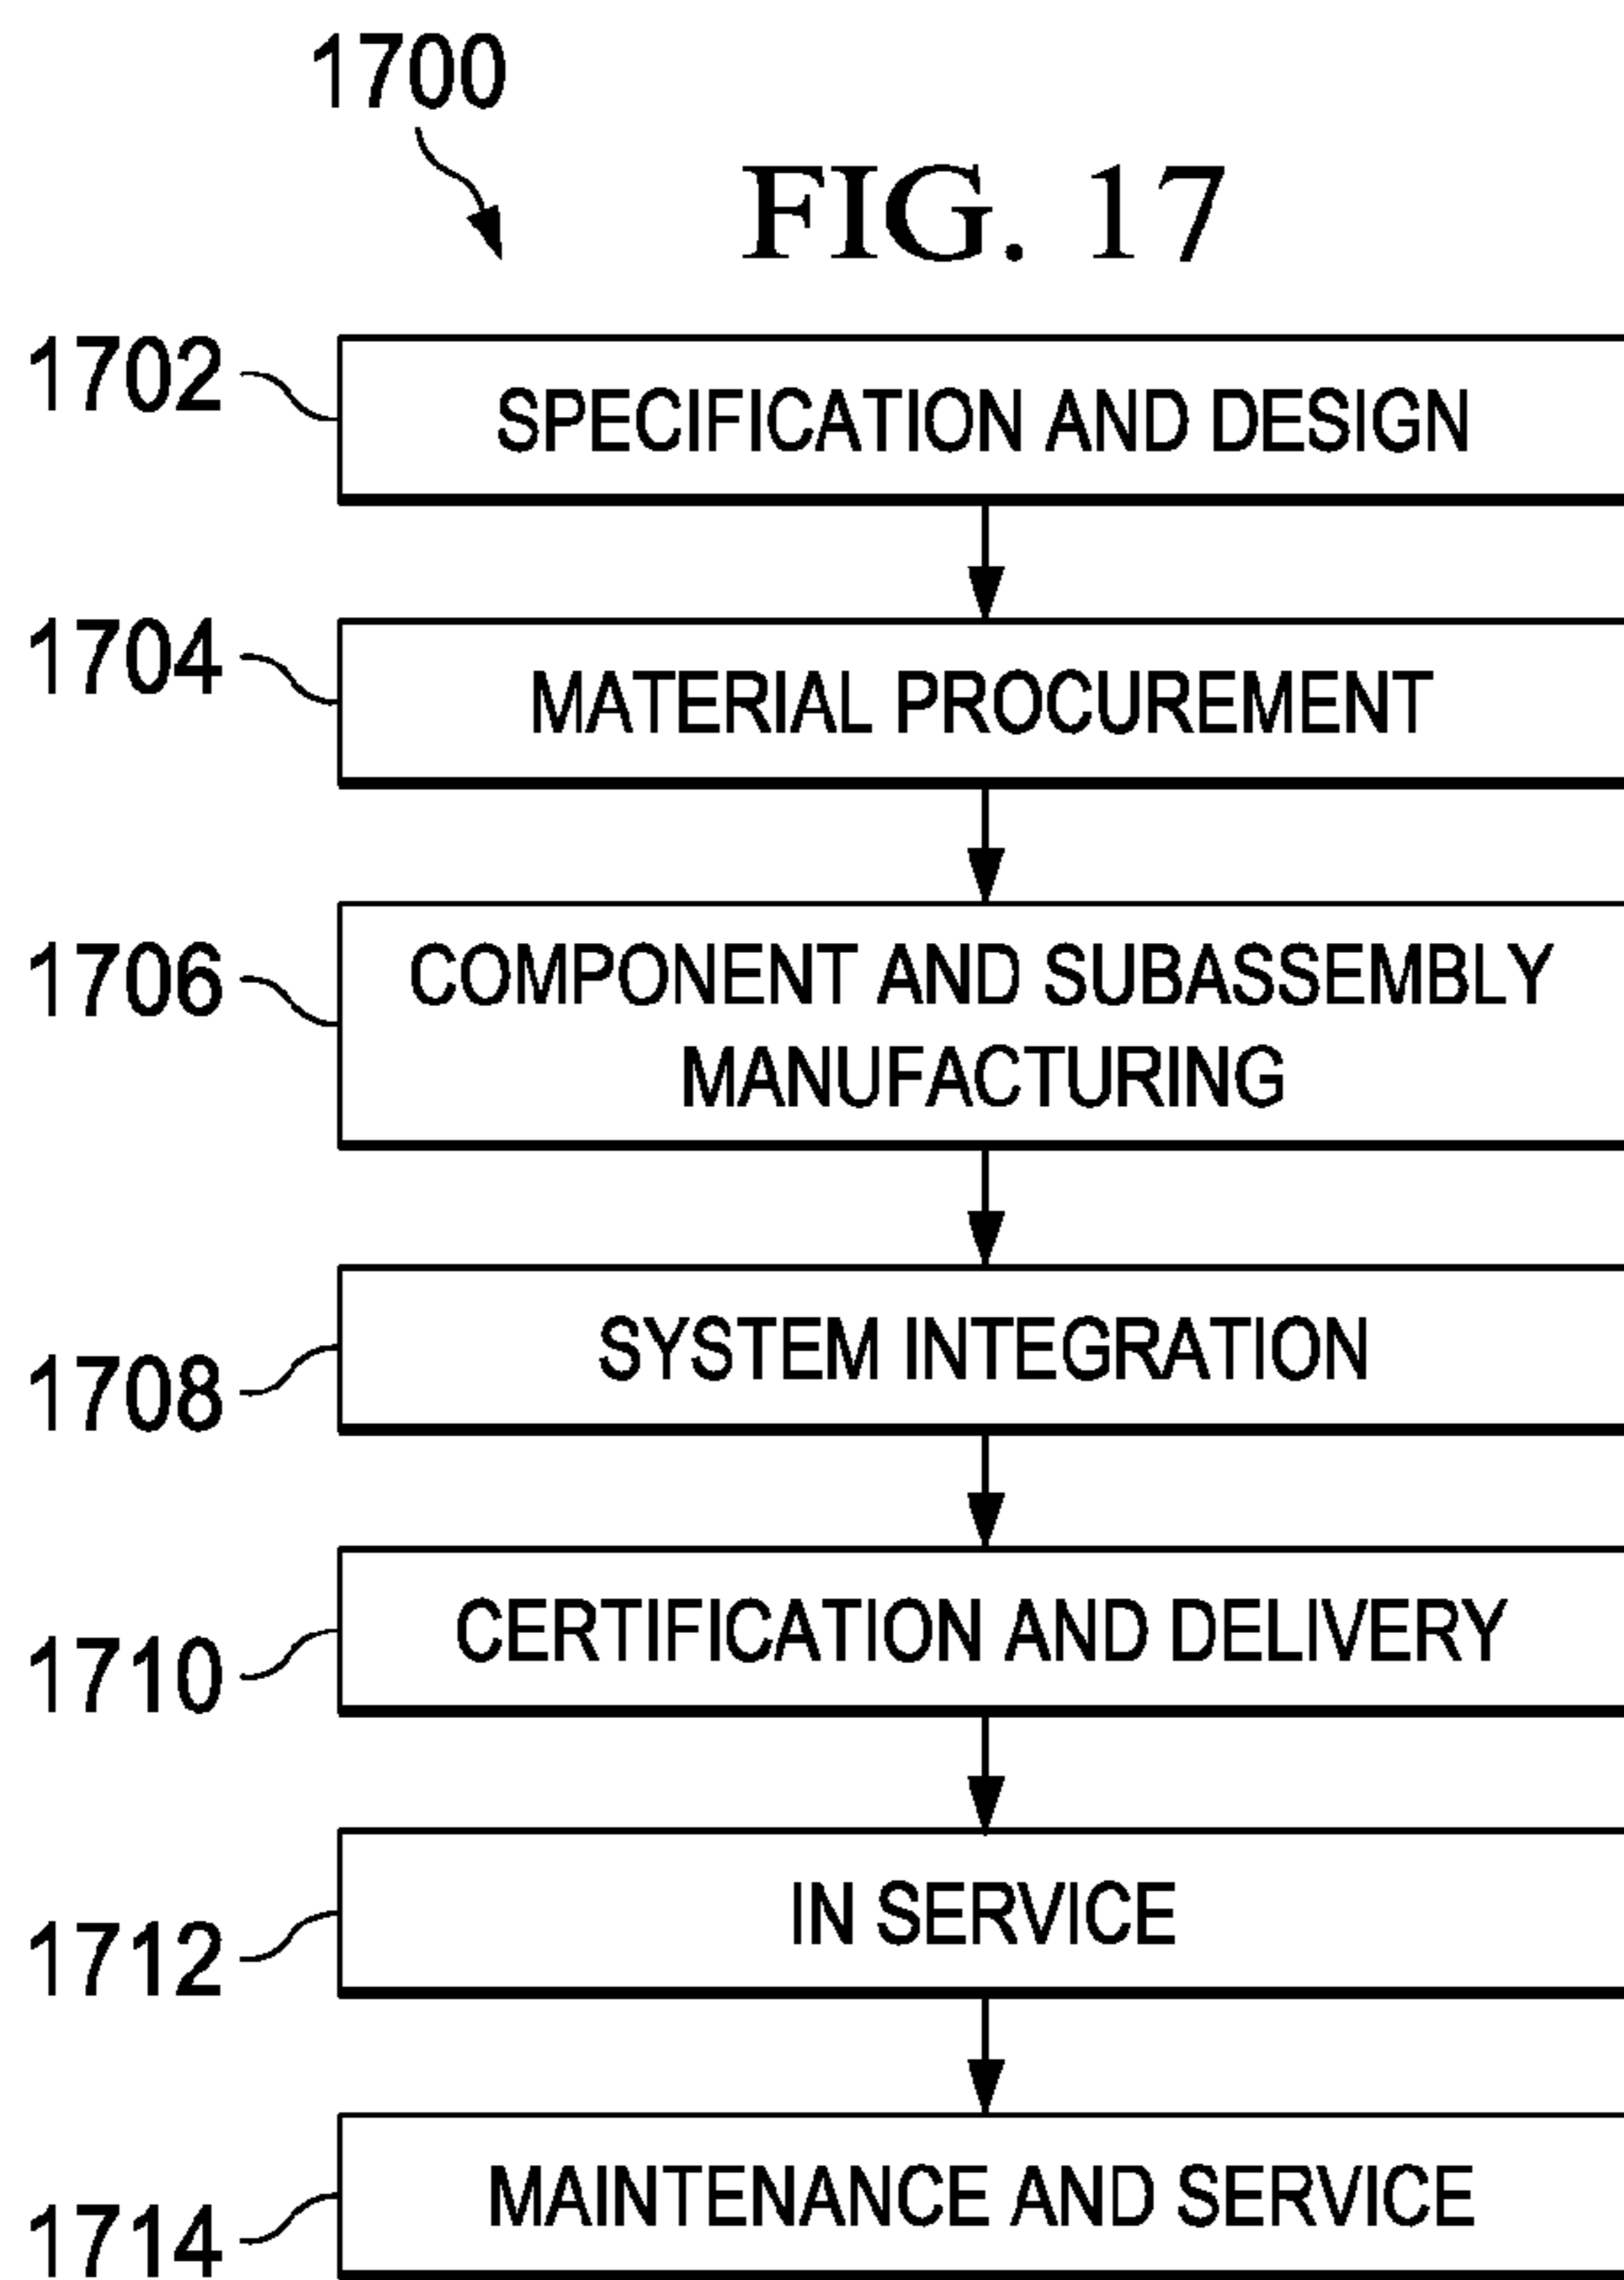 1700
FIG. 17
1702
SPECIFICATION AND DESIGN
1704
MATERIAL PROCUREMENT
1706
COMPONENT AND SUBASSEMBLY
MANUFACTURING
1708
SYSTEM INTEGRATION
1710
CERTIFICATION AND DELIVERY
1712
IN SERVICE
1714
MAINTENANCE AND SERVICE